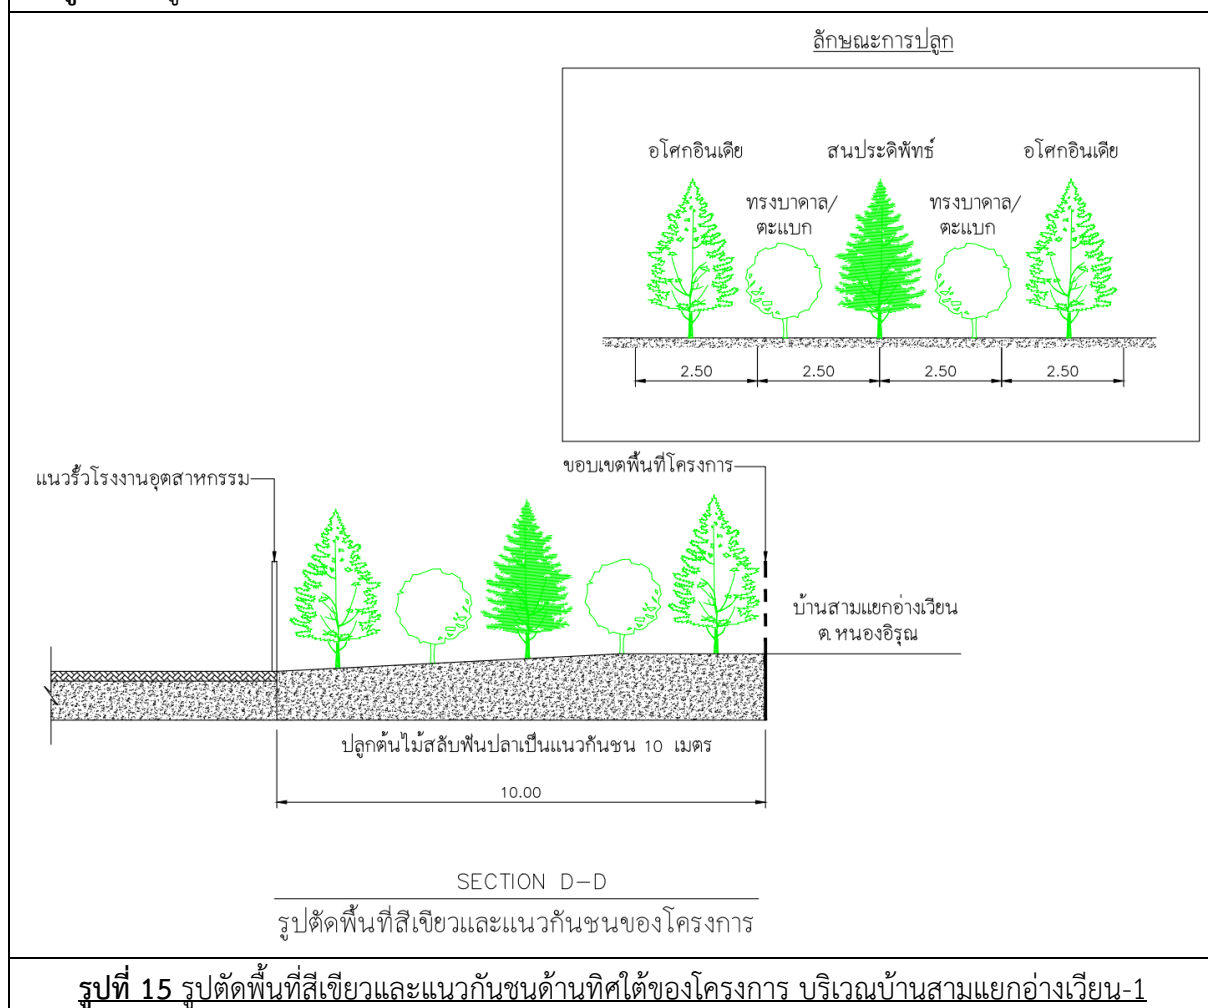 ลักษณะการปลูก
อโศกอินเดีย สนประดิพัทธ์ อโศกอินเดีย
ทรงบาดาล/ ทรงบาดาล/
ตะแบก ตะแบก
2.50 2.50 2.50 2.50
ขอบเขตพื้นที่โครงการ
แนวรั้วโรงงานอุตสาหกรรม
บ้านสามแยกอ่างเวียน
ต.หนองอิรุณ
ปลูกต้นไม้สลับฟันปลาเป็นแนวกันชน 10 เมตร
10.00
SECTION D-D
รูปตัดพื้นที่สีเขียวและแนวกันชนของโครงการ
รูปที่ 15 รูปตัดพื้นที่สีเขียวและแนวกันชนด้านทิศใต้ของโครงการ บริเวณบ้านสามแยกอ่างเวียน-1